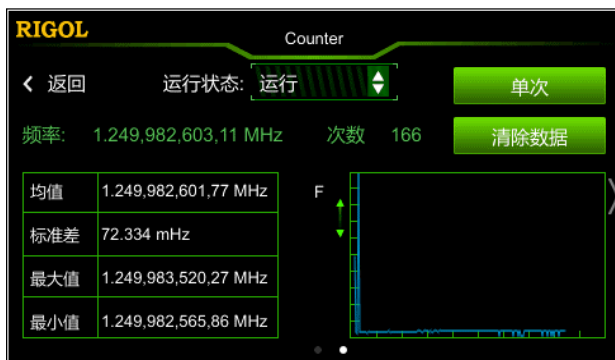 RIGOL
Counter
返回 运行状态: 运行 单次
频率: 1.249,982,603,11 MHz 次数 166 清除数据
均值 1.249,982,601,77 MHz F
标准差 72.334 mHz
最大值 1.249,983,520,27 MHz
最小值 1.249,982,565,86 MHz